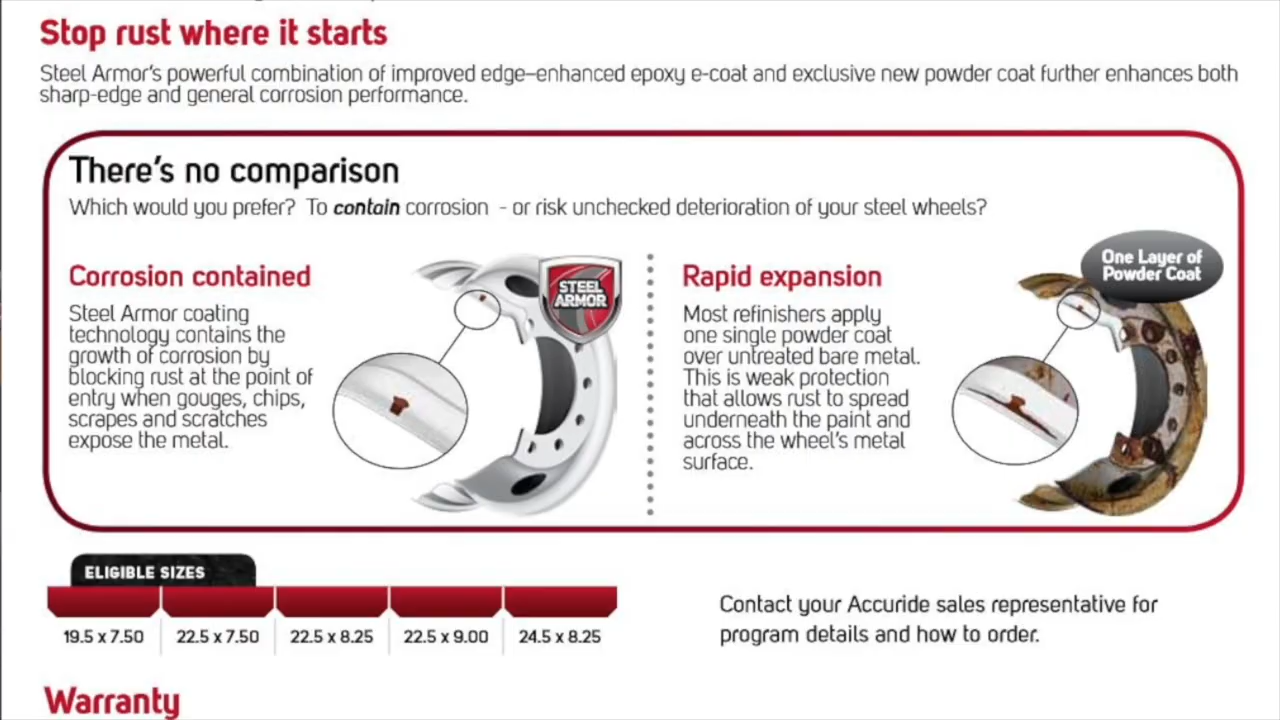 Stop rust where it starts
Steel Armor's powerful combination of improved edge–enhanced epoxy e-coat and exclusive new powder coat further enhances both
sharp-edge and general corrosion performance.
There's no comparison
Which would you prefer? To contain corrosion - or risk unchecked deterioration of your steel wheels?
Corrosion contained
Steel Armor coating
technology contains the
growth of corrosion by
blocking rust at the point of
entry when gouges, chips,
scrapes and scratches
expose the metal.
STEEL
ARMOR
Rapid expansion
Most refinishers apply
one single powder coat
over untreated bare metal.
This is weak protection
that allows rust to spread
underneath the paint and
across the wheel's metal
surface.
One Layer of
Powder Coat
ELIGIBLE SIZES
19.5 x 7.50
22.5 x 7.50
22.5 x 8.25
22.5 x 9.00
24.5 x 8.25
Contact your Accuride sales representative for
program details and how to order.
Warranty